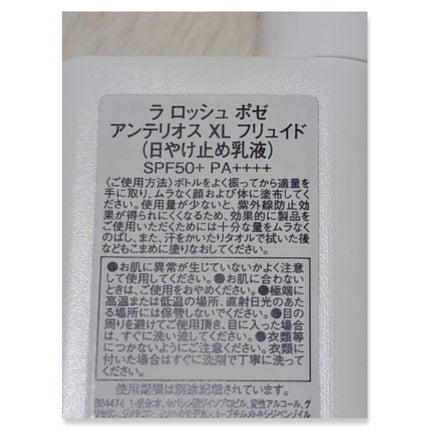 ラ ロッシュ ポゼ
アンテリオス XL フリュイド
(日やけ止め乳液)
SPF50+ PA++++
〈ご使用方法〉ボトルをよく振ってから適量を
手に取り、ムラなく顔および体に塗布してく
ださい。使用量が少ないと、紫外線防止効
果が得られにくくなるため、効果的に製品を
ご使用いただくためには十分な量をムラなく
のばし、また、汗をかいたりタオルで拭いた後
などもこまめに塗りなおしてください。
●お肌に異常が生じていないかよく注意
して使用してください。●お肌に合わない
ときは、ご使用をおやめください。●極端に
高温または低温の場所、直射日光のあた
る場所には保管しないでください。●目の
周りを避けてご使用頂き、目に入った場合
は、すぐに洗い流してください。●衣類等
につかないようにご注意ください。衣類に
付いた場合はすぐに洗剤で丁寧に洗っ
てください。
使用期限は別途記載されています。